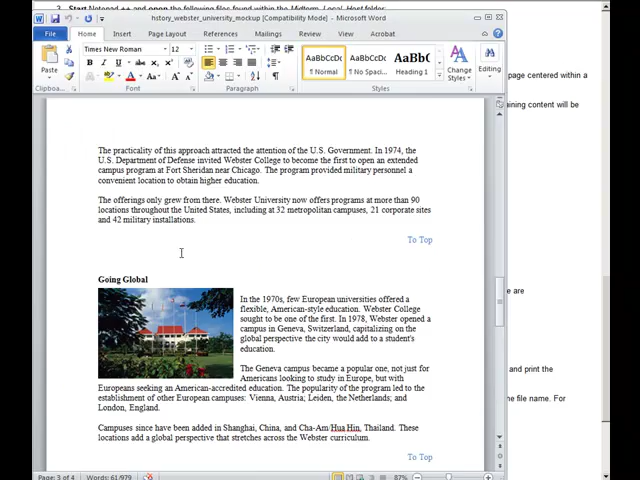 3. Start Notepad ++ and open the following files found within the Midterm_Local_Host folder
hstory_webster_university_mockup [Compatibility Mode] - Microsoft Word
File Home Insert Page Layout References Mailings Review View Acrobat
Times New Roman 12
Paste
AaBbCcDc AaBbCcDc AaBbC
¶ Normal ¶ No Spaci... Heading 1
Change Styles
Editing
Clipboard Font Paragraph Styles
page centered within a
The practicality of this approach attracted the attention of the U.S. Government. In 1974, the
U.S. Department of Defense invited Webster College to become the first to open an extended
campus program at Fort Sheridan near Chicago. The program provided military personnel a
convenient location to obtain higher education.
The offerings only grew from there. Webster University now offers programs at more than 90
locations throughout the United States, including at 32 metropolitan campuses, 21 corporate sites
and 42 military installations.
To Top
Going Global
In the 1970s, few European universities offered a
flexible, American-style education. Webster College
sought to be one of the first. In 1978, Webster opened a
campus in Geneva, Switzerland, capitalizing on the
global perspective the city would add to a student's
education.
The Geneva campus became a popular one, not just for
Americans looking to study in Europe, but with
Europeans seeking an American-accredited education. The popularity of the program led to the
establishment of other European campuses: Vienna, Austria; Leiden, the Netherlands; and
London, England.
Campuses since have been added in Shanghai, China, and Cha-Am/Hua Hin, Thailand. These
locations add a global perspective that stretches across the Webster curriculum.
To Top
ining content will be
e are
and print the
he file name. For
Page: 3 of 4 Words: 61/979 87%